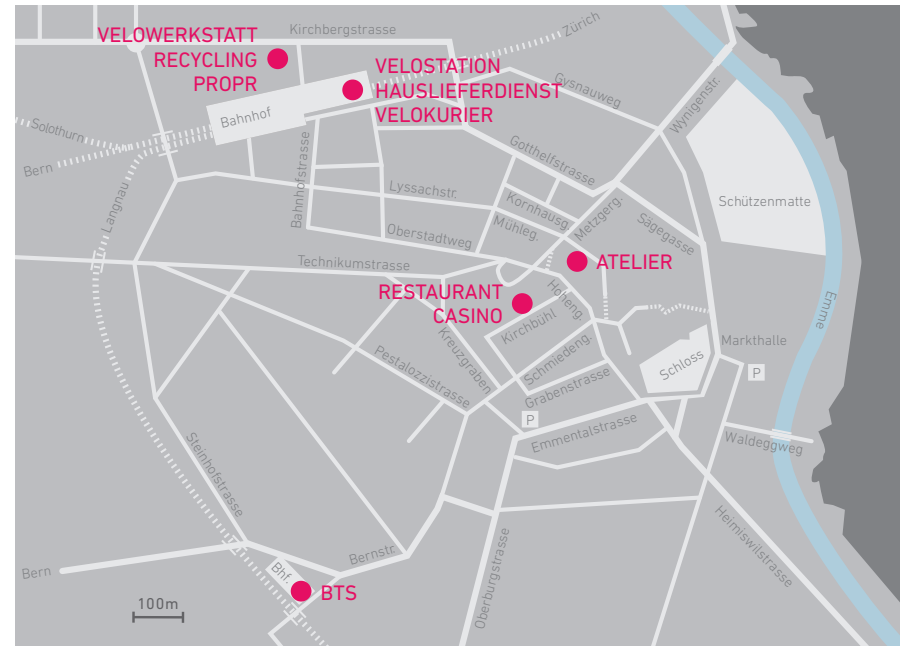 Kirchbergstrasse
Zürich
VELOWERKSTATT
RECYCLING
PROPR
VELOSTATION
HAUSLIEFERDIENST
VELOKURIER
Gysnauweg
Wynigenstr.
Bahnhof
Solothurn
Bern
Langnau
Bahnhofstrasse
Gotthelfstrasse
Lyssachstr.
Kornhausg.
Metzgerg.
Mühleg.
Sägegasse
Schützenmatte
Oberstadtweg
Technikumstrasse
ATELIER
RESTAURANT
CASINO
Hoheng.
Kirchbühl
Emme
Kreuzgraben
Schmiedeng.
Schloss
Markthalle
P
Pestalozzistrasse
Grabenstrasse
P
Emmentalstrasse
Waldeggweg
Steinhofstrasse
Heimiswilstrasse
Bernstr.
Oberburgstrasse
Bern
Bhf.
BTS
100m